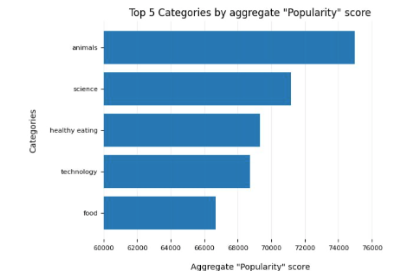 Top 5 Categories by aggregate "Popularity" score
animals
science
healthy eating
technology
food
Categories
60000 62000 64000 66000 68000 70000 72000 74000 76000
Aggregate "Popularity" score